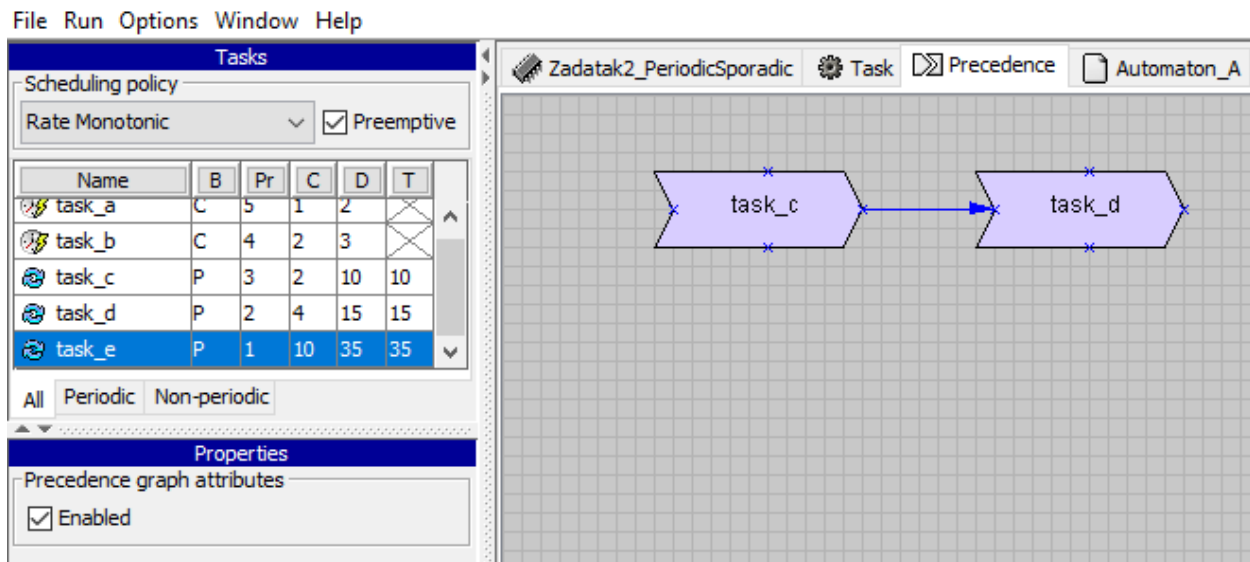 File Run Options Window Help
Tasks
Scheduling policy
Rate Monotonic Preemptive
Name B Pr C D T
task_a C 5 1 2
task_b C 4 2 3
task_c P 3 2 10 10
task_d P 2 4 15 15
task_e P 1 10 35 35
All Periodic Non-periodic
Properties
Precedence graph attributes
Enabled
Zadatak2_PeriodicSporadic Task Precedence Automaton_A
task_c task_d